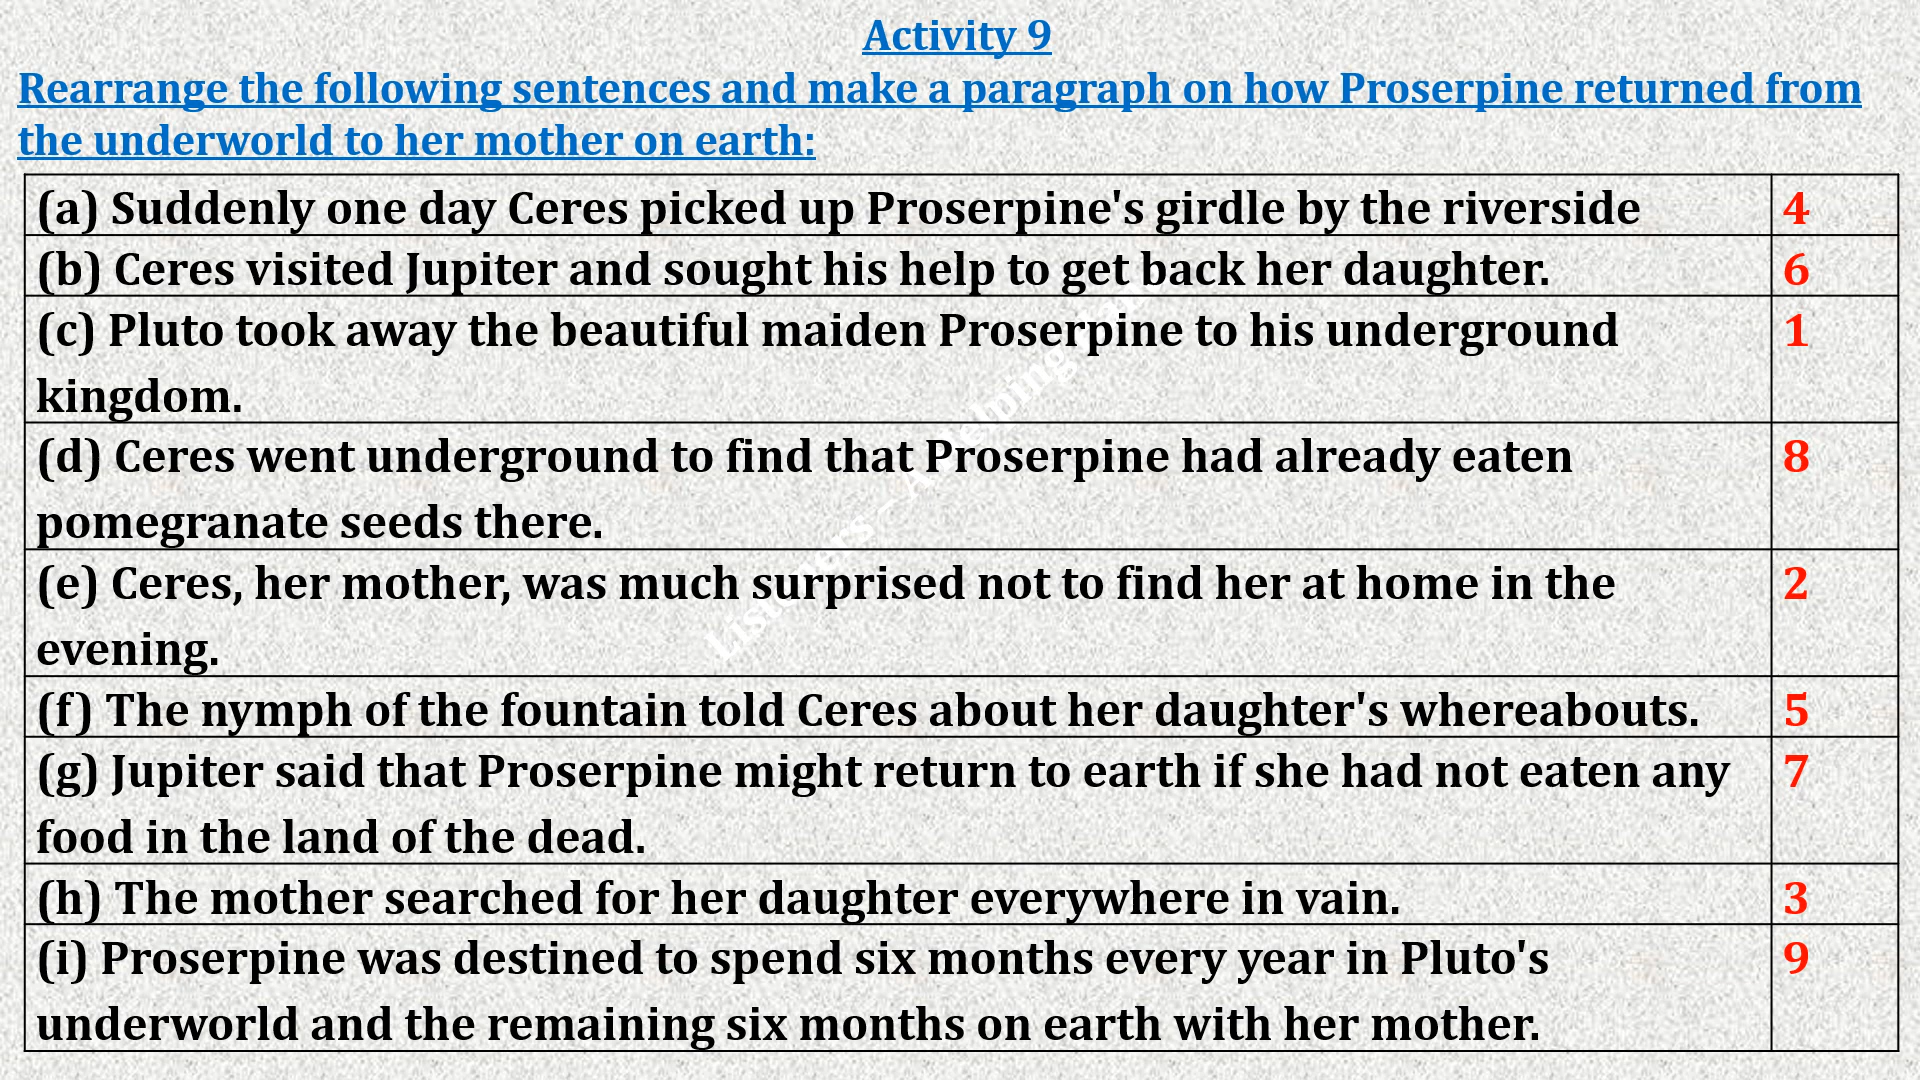 Activity 9
Rearrange the following sentences and make a paragraph on how Proserpine returned from
the underworld to her mother on earth:
(a) Suddenly one day Ceres picked up Proserpine's girdle by the riverside 4
(b) Ceres visited Jupiter and sought his help to get back her daughter. 6
(c) Pluto took away the beautiful maiden Proserpine to his underground 1
kingdom.
(d) Ceres went underground to find that Proserpine had already eaten 8
pomegranate seeds there.
(e) Ceres, her mother, was much surprised not to find her at home in the 2
evening.
(f) The nymph of the fountain told Ceres about her daughter's whereabouts. 5
(g) Jupiter said that Proserpine might return to earth if she had not eaten any 7
food in the land of the dead.
(h) The mother searched for her daughter everywhere in vain. 3
(i) Proserpine was destined to spend six months every year in Pluto's 9
underworld and the remaining six months on earth with her mother.